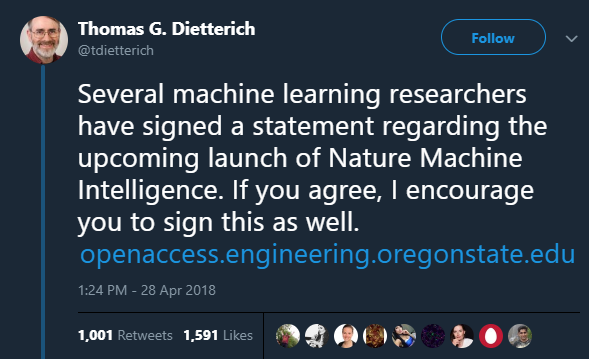 Thomas G. Dietterich
@tdietterich
Follow
Several machine learning researchers
have signed a statement regarding the
upcoming launch of Nature Machine
Intelligence. If you agree, I encourage
you to sign this as well.
openaccess.engineering.oregonstate.edu
1:24 PM - 28 Apr 2018
1,001 Retweets 1,591 Likes